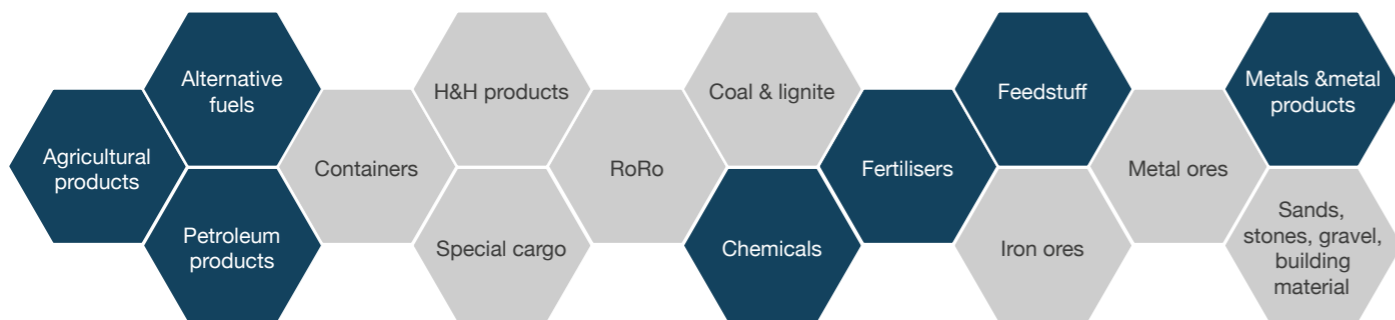 Agricultural
products
Alternative
fuels
Petroleum
products
Containers
H&H products
Special cargo
RoRo
Coal & lignite
Chemicals
Fertilisers
Feedstuff
Iron ores
Metal ores
Metals &metal
products
Sands,
stones, gravel,
building
material